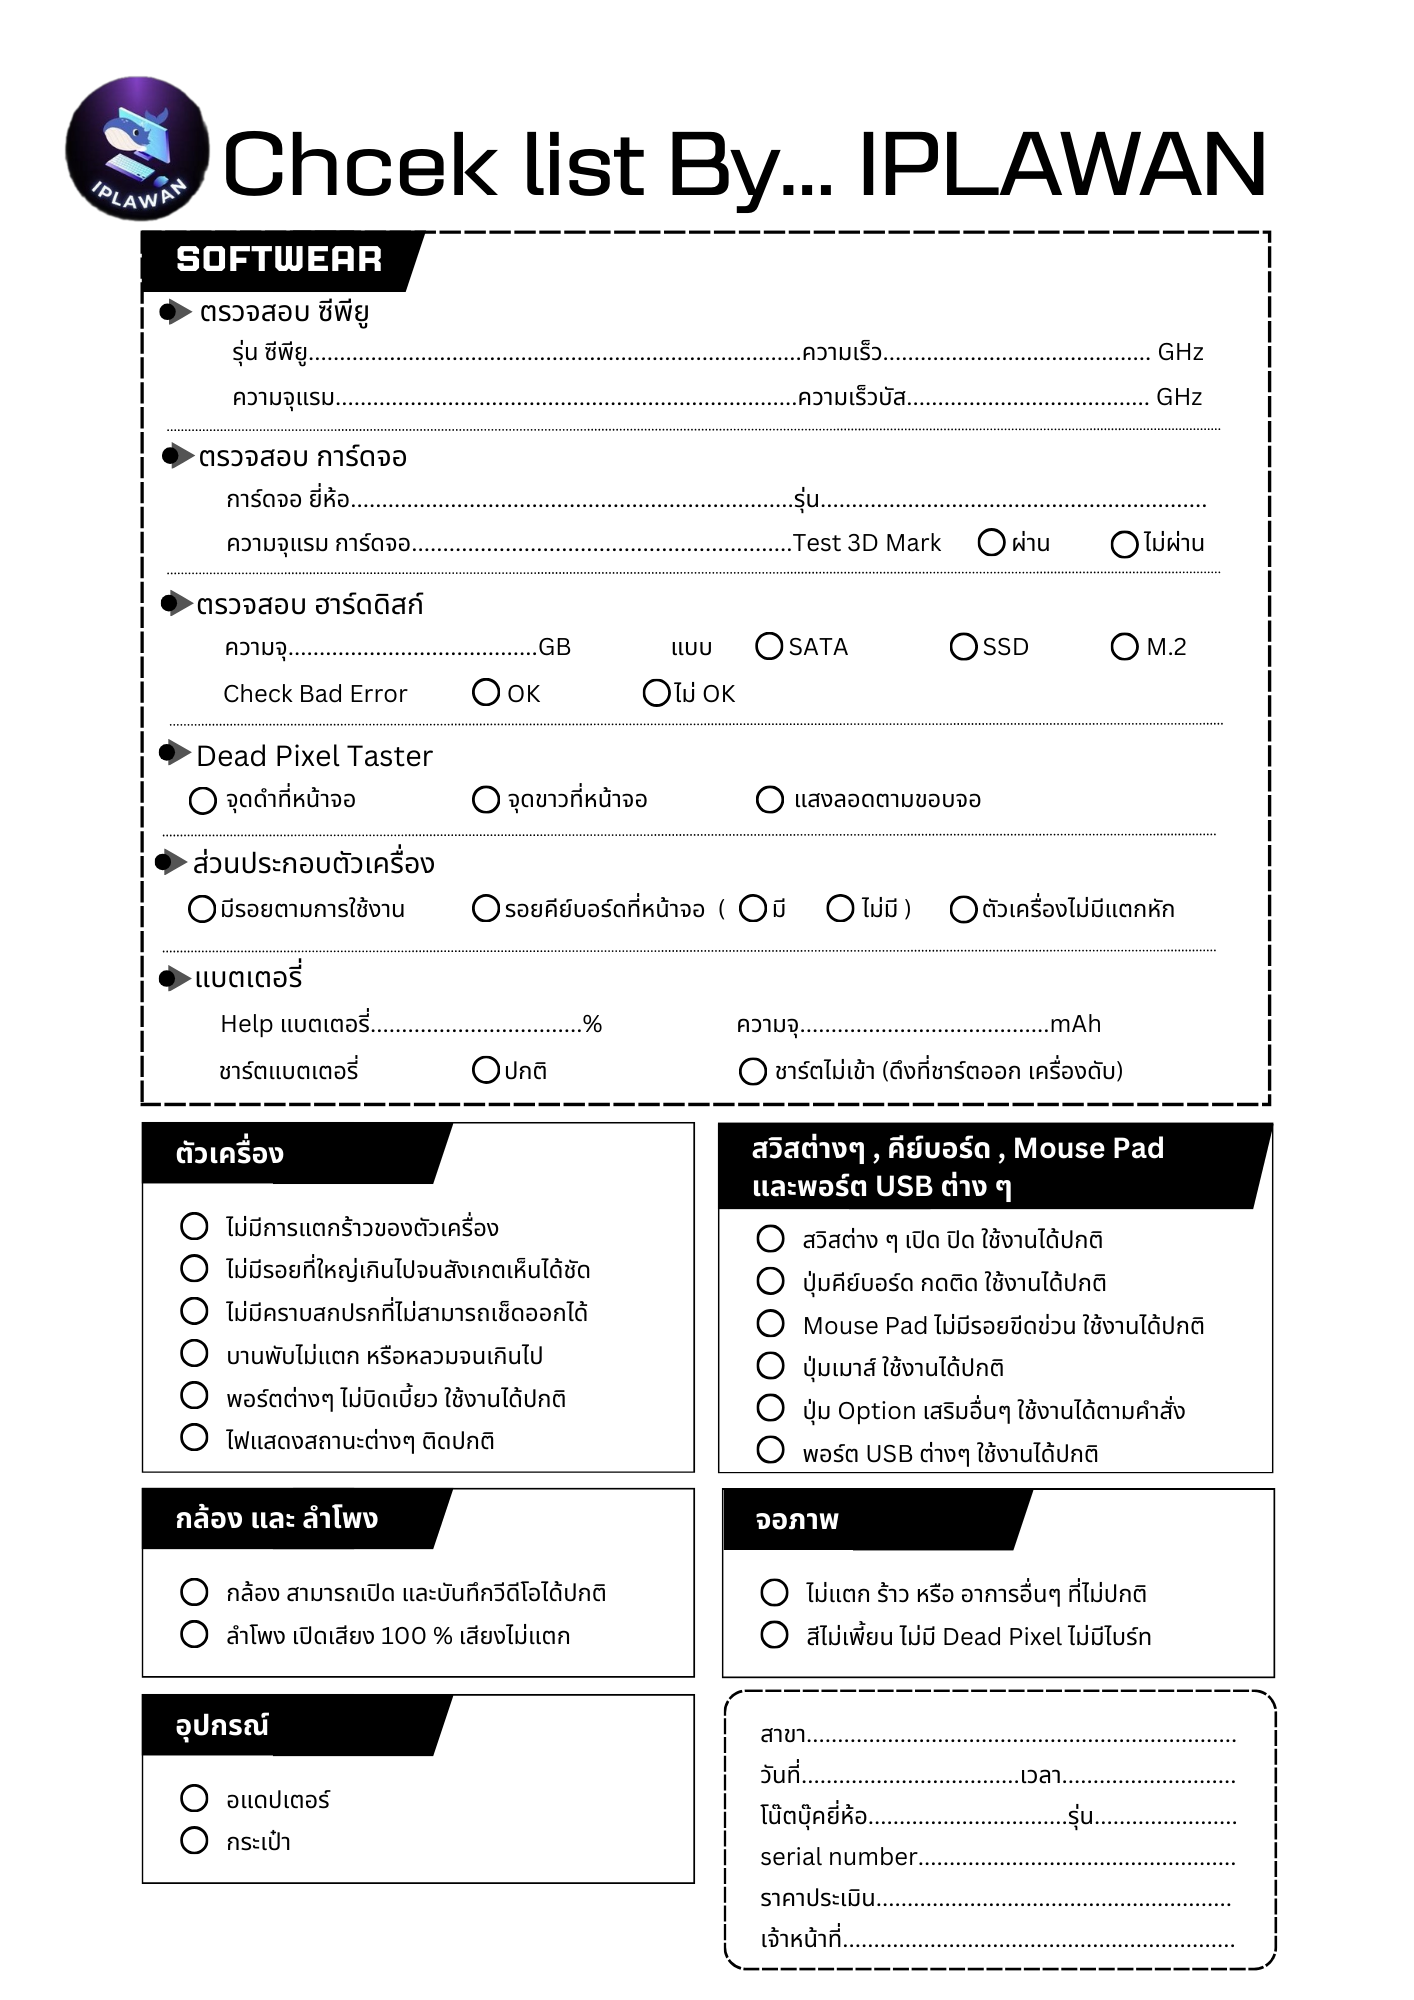 IPLAWAN
Chcek list By... IPLAWAN
SOFTWEAR
ตรวจสอบ ซีพียู
รุ่น ซีพียู...............................................................................ความเร็ว........................................... GHz
ความจุแรม..........................................................................ความเร็วบัส....................................... GHz
ตรวจสอบ การ์ดจอ
การ์ดจอ ยี่ห้อ.......................................................................รุ่น..............................................................
ความจุแรม การ์ดจอ.............................................................Test 3D Mark ผ่าน ไม่ผ่าน
ตรวจสอบ ฮาร์ดดิสก์
ความจุ........................................GB แบบ SATA SSD M.2
Check Bad Error OK ไม่ OK
Dead Pixel Taster
จุดดำที่หน้าจอ จุดขาวที่หน้าจอ แสงลอดตามขอบจอ
ส่วนประกอบตัวเครื่อง
มีรอยตามการใช้งาน รอยคีย์บอร์ดที่หน้าจอ ( มี ไม่มี ) ตัวเครื่องไม่มีแตกหัก
แบตเตอรี่
Help แบตเตอรี่..................................% ความจุ........................................mAh
ชาร์ตแบตเตอรี่ ปกติ ชาร์ตไม่เข้า (ดึงที่ชาร์ตออก เครื่องดับ)
ตัวเครื่อง
ไม่มีการแตกร้าวของตัวเครื่อง
ไม่มีรอยที่ใหญ่เกินไปจนสังเกตเห็นได้ชัด
ไม่มีคราบสกปรกที่ไม่สามารถเช็ดออกได้
บานพับไม่แตก หรือหลวมจนเกินไป
พอร์ตต่างๆ ไม่บิดเบี้ยว ใช้งานได้ปกติ
ไฟแสดงสถานะต่างๆ ติดปกติ
สวิสต่างๆ , คีย์บอร์ด , Mouse Pad
และพอร์ต USB ต่าง ๆ
สวิสต่าง ๆ เปิด ปิด ใช้งานได้ปกติ
ปุ่มคีย์บอร์ด กดติด ใช้งานได้ปกติ
Mouse Pad ไม่มีรอยขีดข่วน ใช้งานได้ปกติ
ปุ่มเมาส์ ใช้งานได้ปกติ
ปุ่ม Option เสริมอื่นๆ ใช้งานได้ตามคำสั่ง
พอร์ต USB ต่างๆ ใช้งานได้ปกติ
กล้อง และ ลำโพง
กล้อง สามารถเปิด และบันทึกวีดีโอได้ปกติ
ลำโพง เปิดเสียง 100 % เสียงไม่แตก
จอภาพ
ไม่แตก ร้าว หรือ อาการอื่นๆ ที่ไม่ปกติ
สีไม่เพี้ยน ไม่มี Dead Pixel ไม่มีไบร์ท
อุปกรณ์
อแดปเตอร์
กระเป๋า
สาขา.....................................................................
วันที่...................................เวลา............................
โน๊ตบุ๊คยี่ห้อ................................รุ่น.......................
serial number...................................................
ราคาประเมิน.........................................................
เจ้าหน้าที่...............................................................